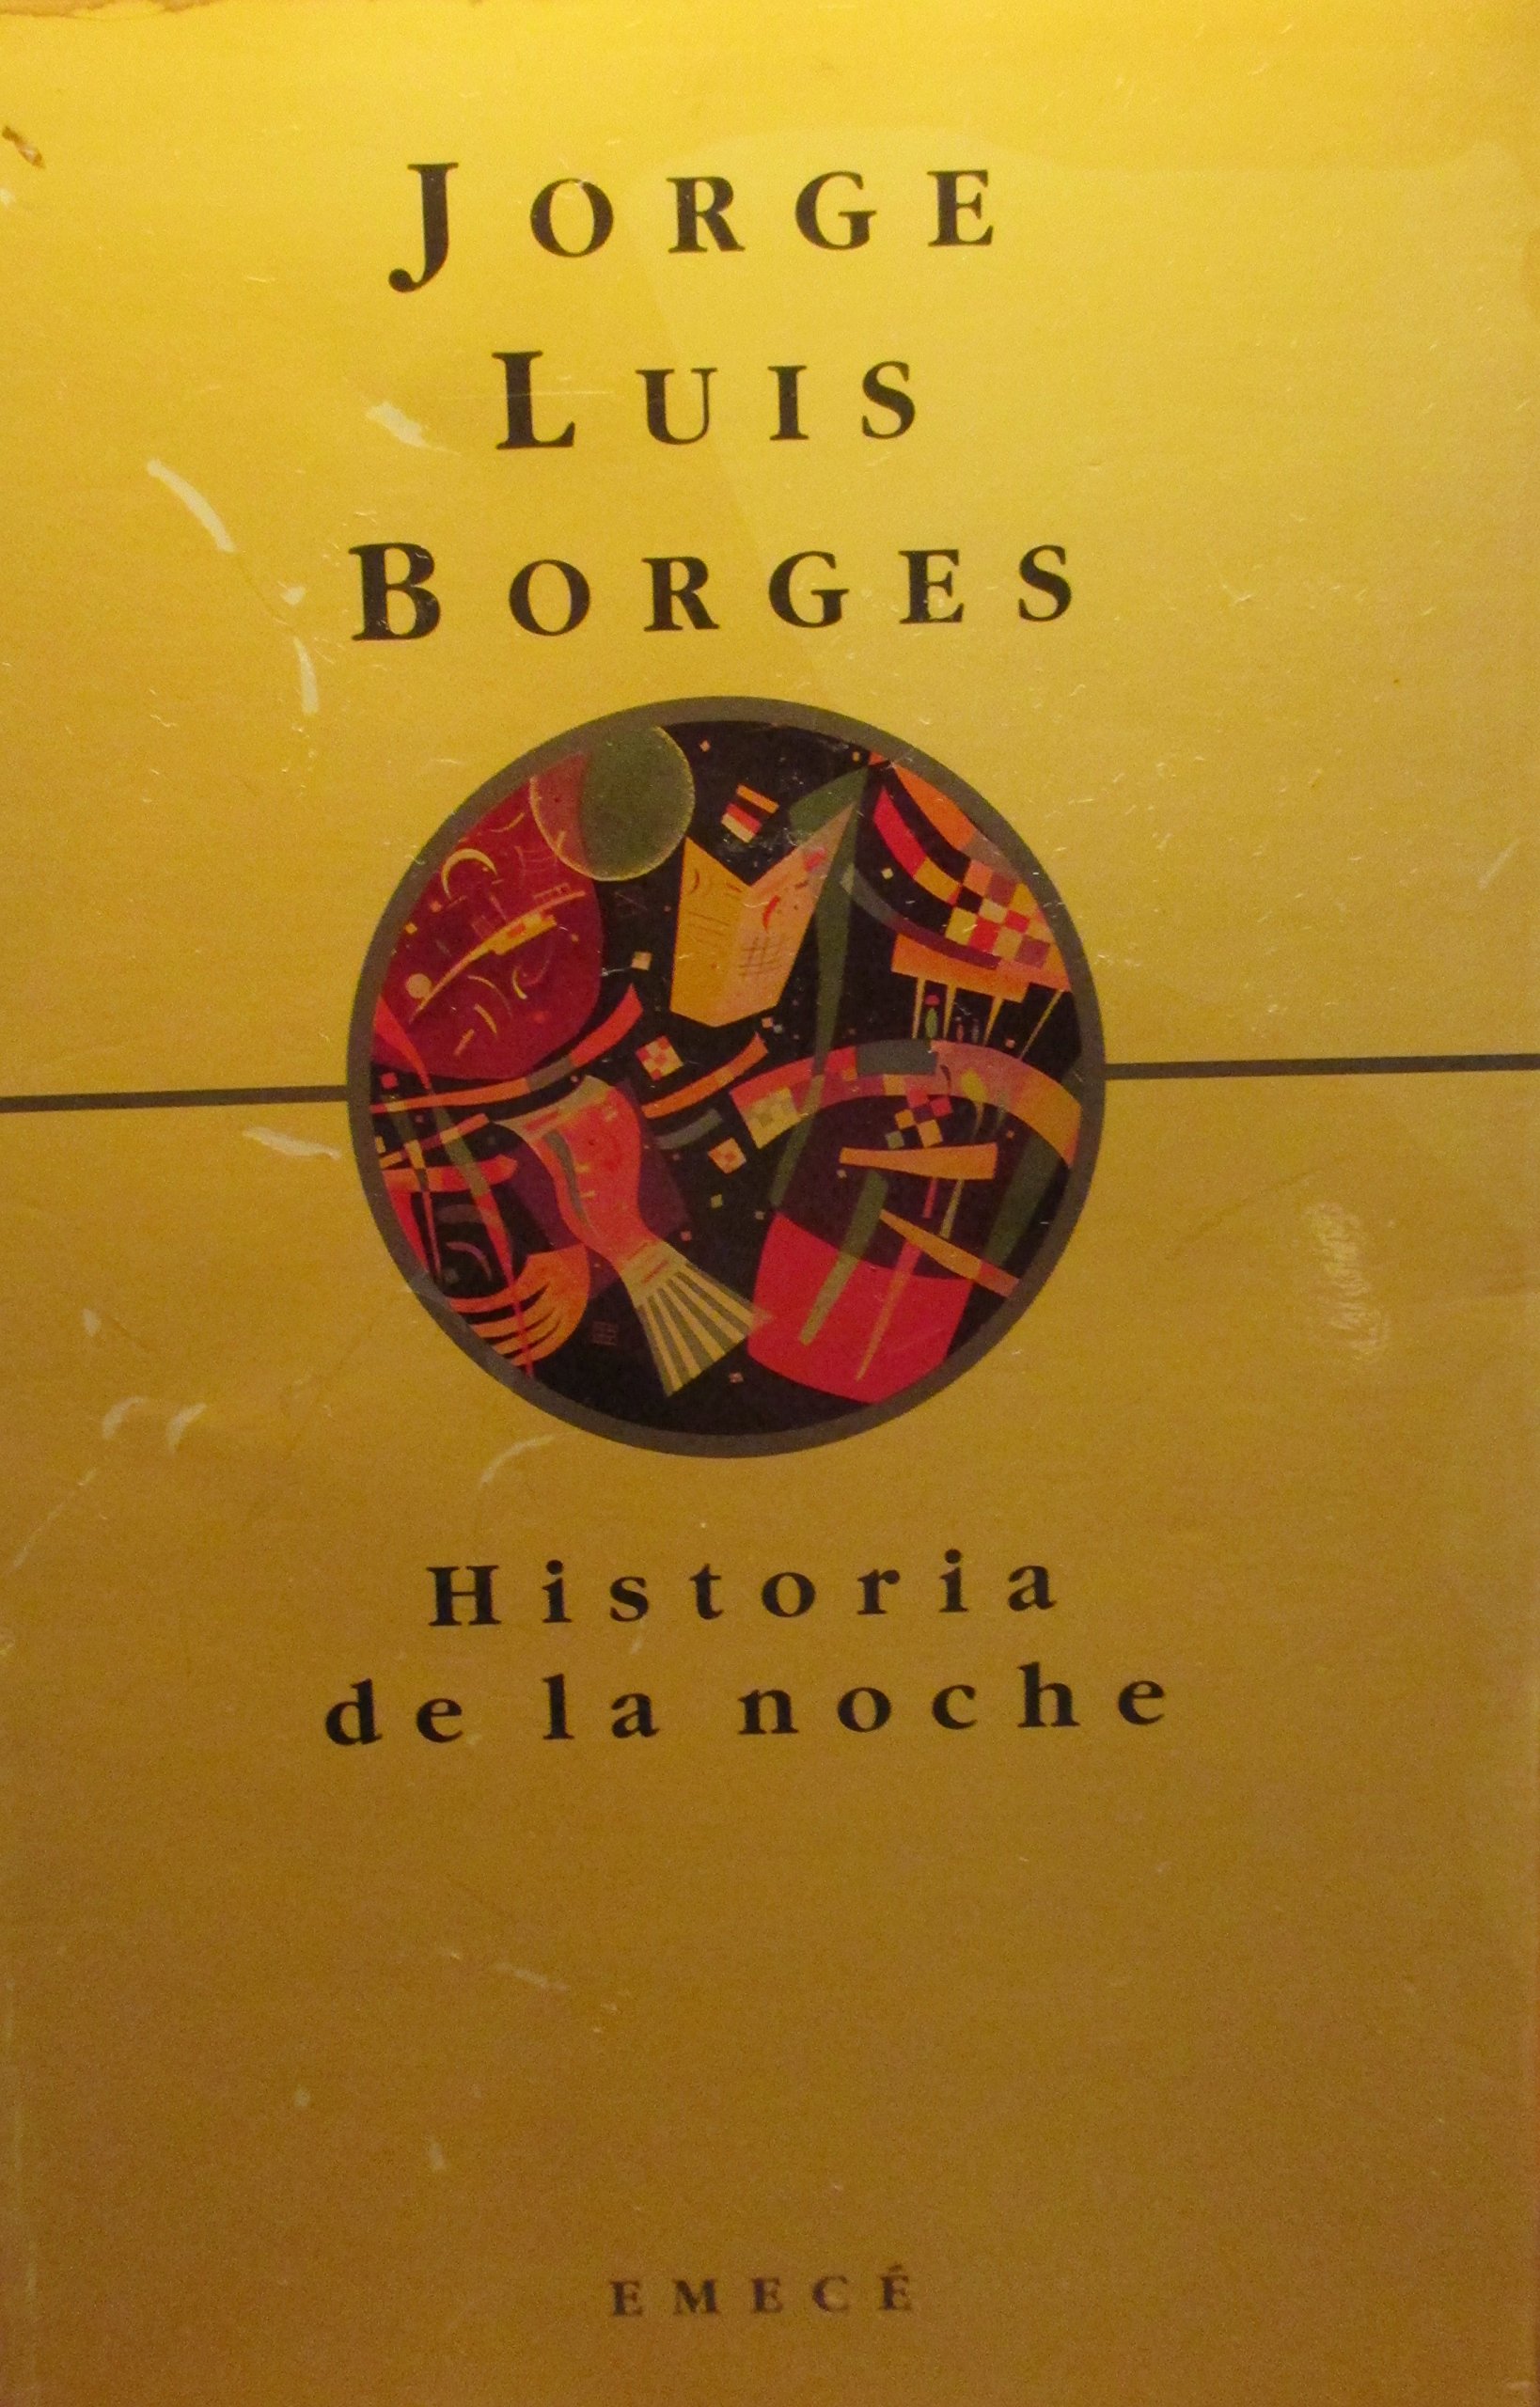 JORGE
LUIS
BORGES
Historia
de la noche
EMECÉ